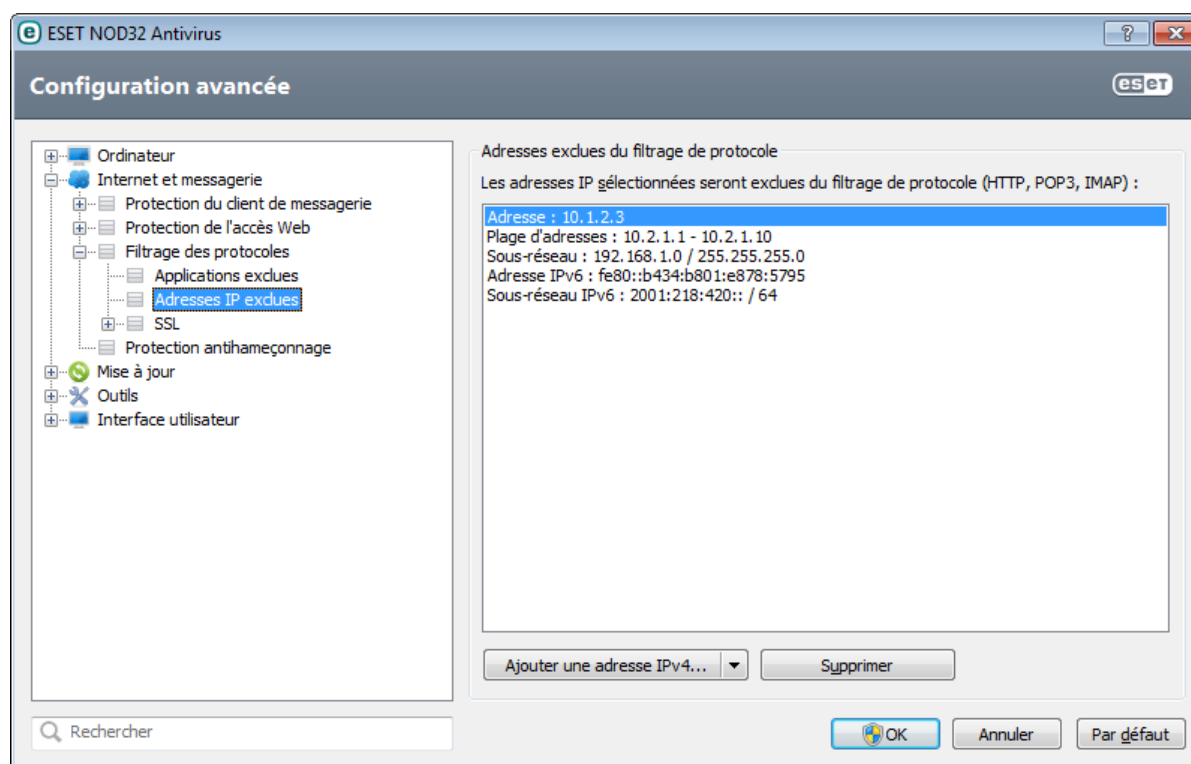 ESET NOD32 Antivirus
Configuration avancée
eset
Ordinateur
Internet et messagerie
Protection du client de messagerie
Protection de l'accès Web
Filtrage des protocoles
Applications exclues
Adresses IP exclues
SSL
Protection antihameçonnage
Mise à jour
Outils
Interface utilisateur
Rechercher
Adresses exclues du filtrage de protocole
Les adresses IP sélectionnées seront exclues du filtrage de protocole (HTTP, POP3, IMAP) :
Adresse : 10.1.2.3
Plage d'adresses : 10.2.1.1 - 10.2.1.10
Sous-réseau : 192.168.1.0 / 255.255.255.0
Adresse IPv6 : fe80::b434:b801:e878:5795
Sous-réseau IPv6 : 2001:218:420:: / 64
Ajouter une adresse IPv4...
Supprimer
OK
Annuler
Par défaut